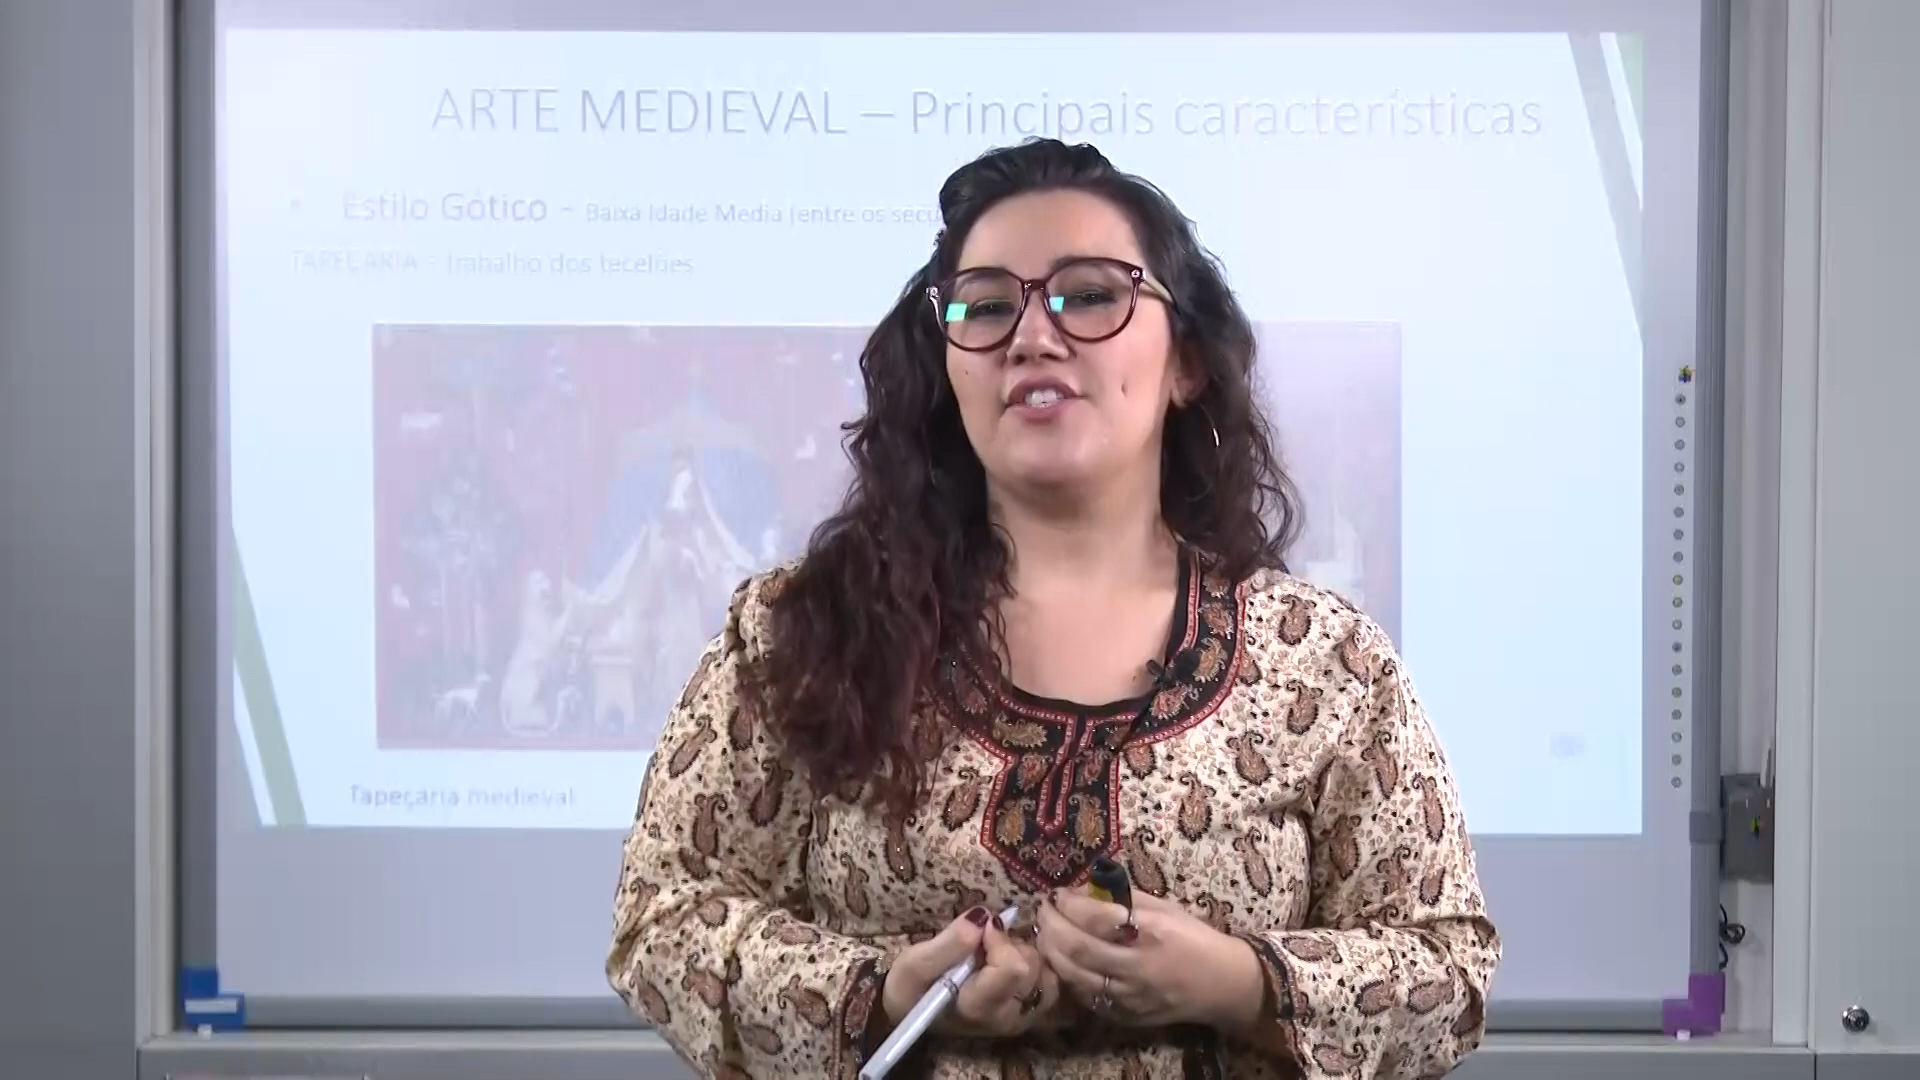 ARTE MEDIEVAL – Principais características
• Estilo Gótico - Baixa Idade Media (entre os sécu
TAPEÇARIA - trabalho dos tecelões
Tapeçaria medieval